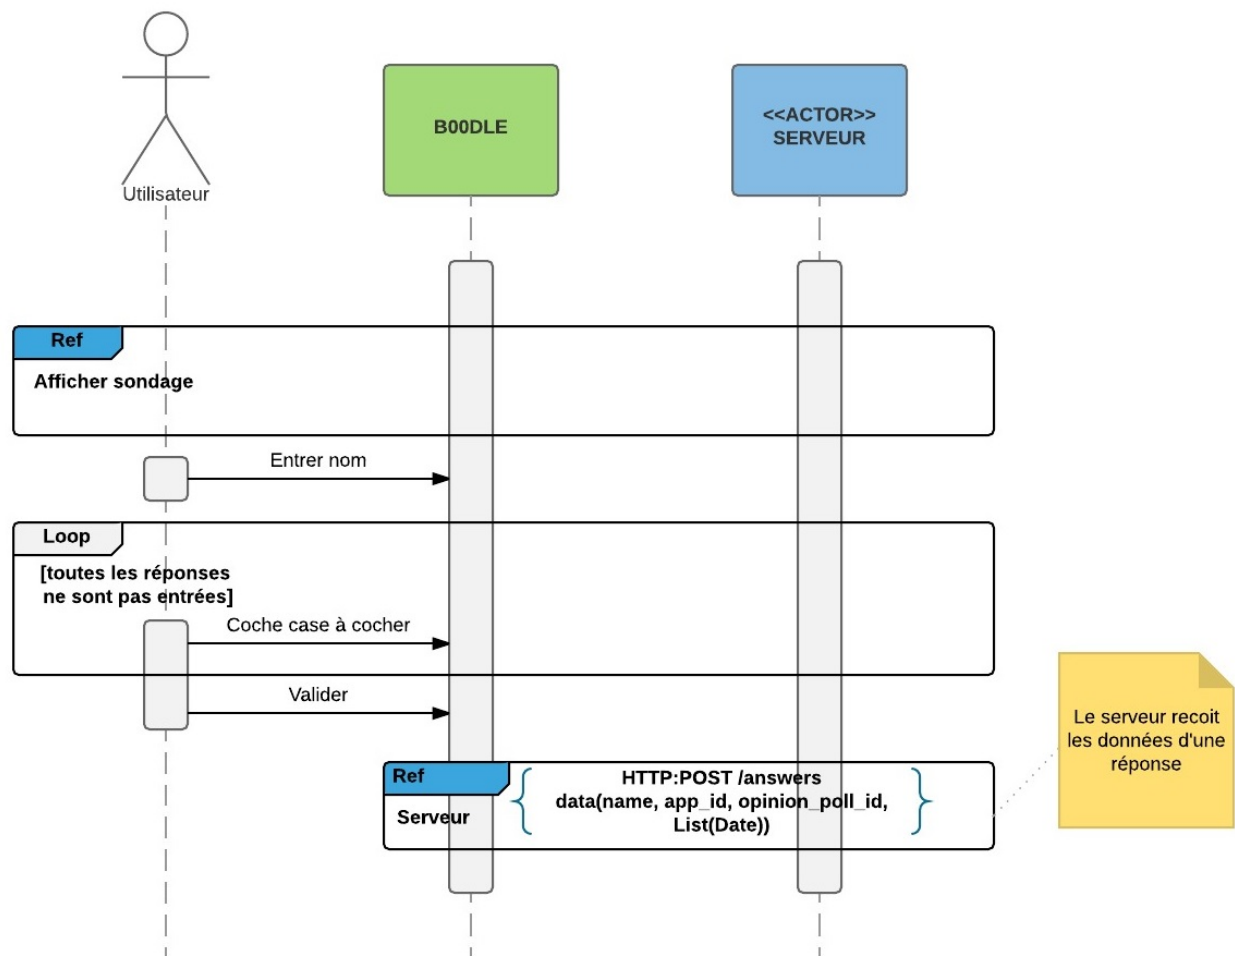 Utilisateur
B00DLE
<<ACTOR>>
SERVEUR
Ref
Afficher sondage
Entrer nom
Loop
[toutes les réponses
ne sont pas entrées]
Coche case à cocher
Valider
Ref
Serveur
HTTP:POST /answers
data(name, app_id, opinion_poll_id,
List(Date))
Le serveur recoit
les données d'une
réponse